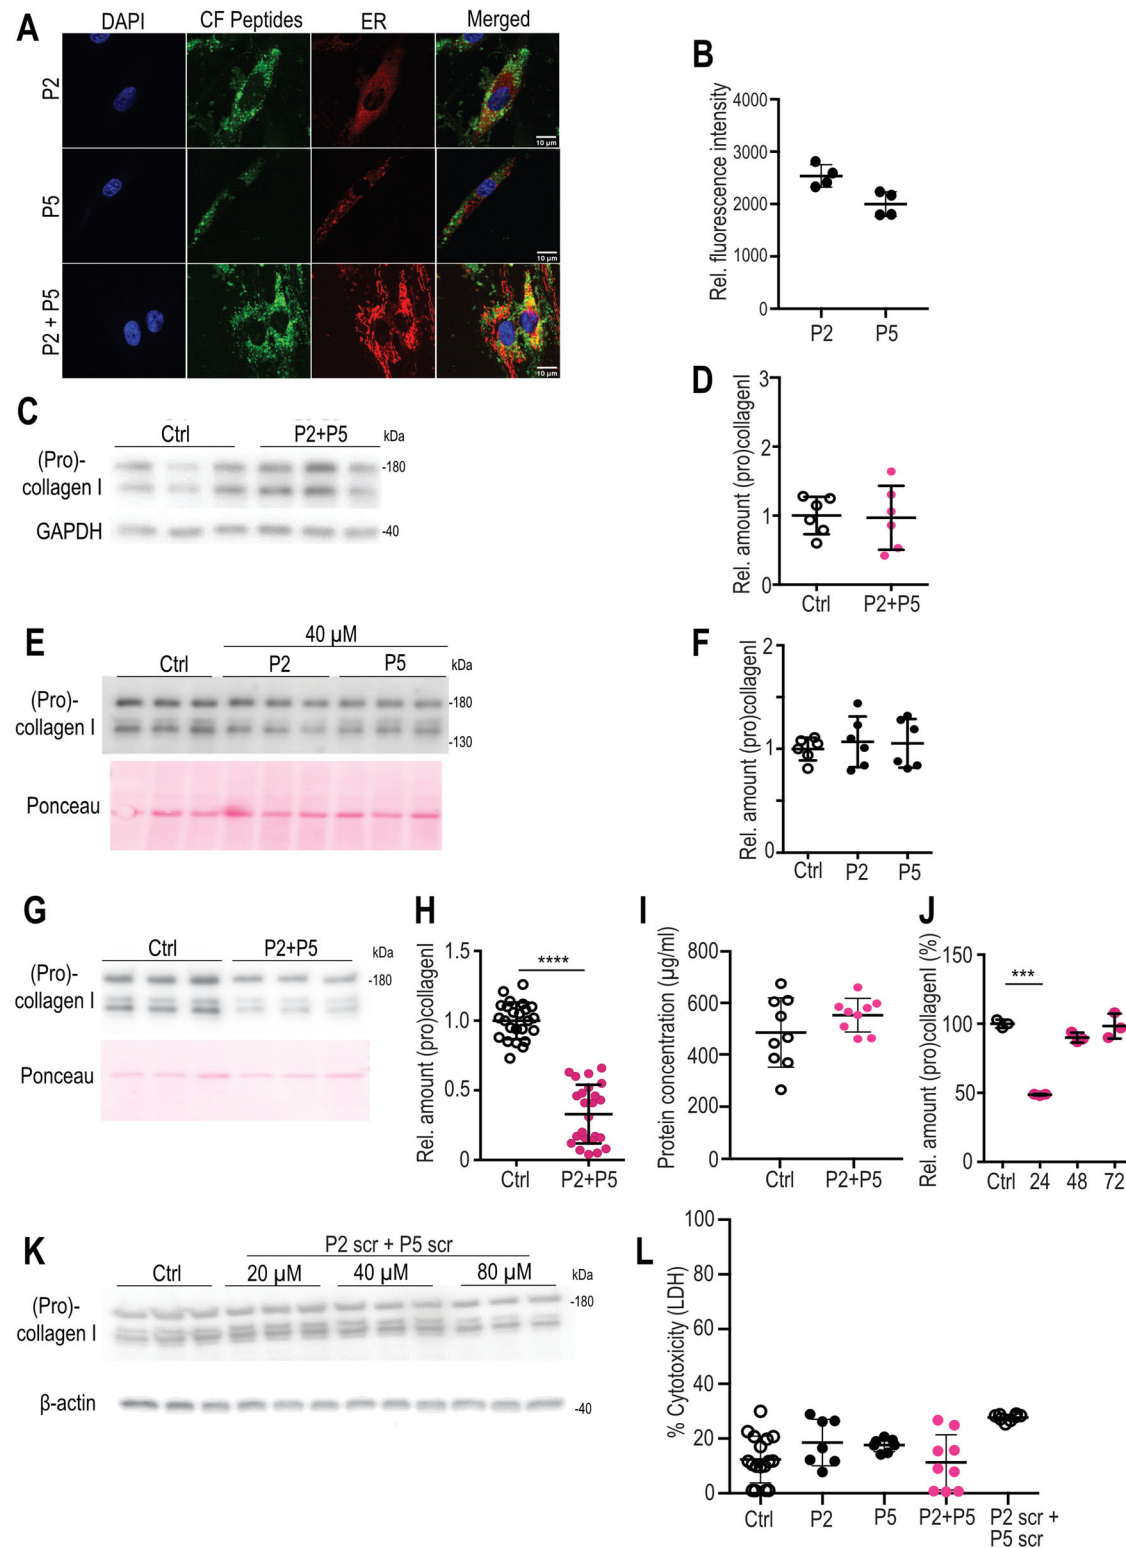 A
DAPI CF Peptides ER Merged
P2
10 µm
P5
10 µm
P2 + P5
10 µm
B
Rel. fluorescence intensity
4000
3000
2000
1000
0
P2 P5
C
Ctrl P2+P5 kDa
(Pro)-
collagen I
-180
GAPDH
-40
D
Rel. amount (pro)collagenI
3
2
1
0
Ctrl P2+P5
E
40 µM
Ctrl P2 P5 kDa
(Pro)-
collagen I
-180
-130
Ponceau
F
Rel. amount (pro)collagenI
2
1
0
Ctrl P2 P5
G
Ctrl P2+P5 kDa
(Pro)-
collagen I
-180
Ponceau
H
Rel. amount (pro)collagenI
1.5
1.0
0.5
0
****
Ctrl P2+P5
I
Protein concentration (µg/ml)
800
600
400
200
0
Ctrl P2+P5
J
Rel. amount (pro)collagenI (%)
150
100
50
0
***
Ctrl 24 48 72
K
P2 scr + P5 scr
Ctrl 20 µM 40 µM 80 µM kDa
(Pro)-
collagen I
-180
β-actin
-40
L
% Cytotoxicity (LDH)
100
80
60
40
20
0
Ctrl P2 P5 P2+P5 P2 scr +
P5 scr